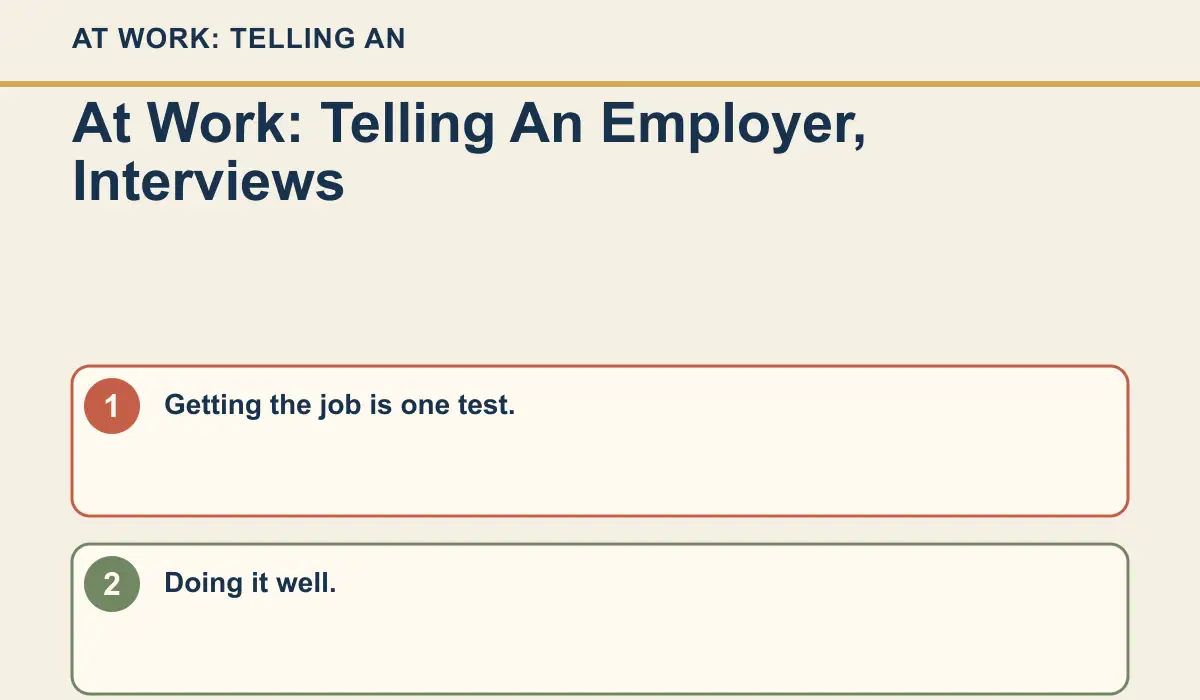 AT WORK: TELLING AN
At Work: Telling An Employer,
Interviews
1
Getting the job is one test.
2
Doing it well.